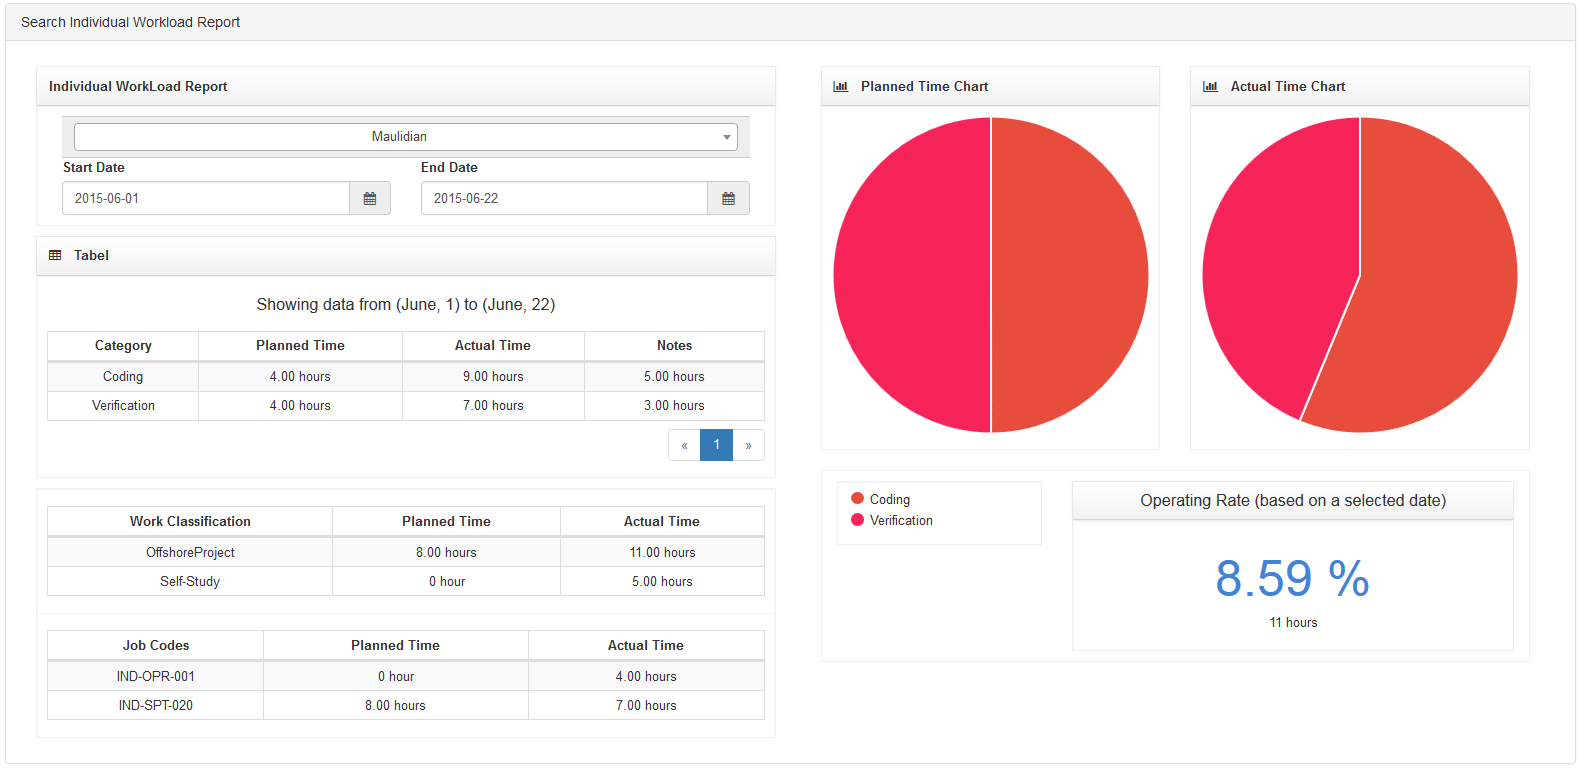 Search Individual Workload Report
Individual WorkLoad Report
Maulidian
Start Date End Date
2015-06-01 2015-06-22
Tabel
Showing data from (June, 1) to (June, 22)
Category Planned Time Actual Time Notes
Coding 4.00 hours 9.00 hours 5.00 hours
Verification 4.00 hours 7.00 hours 3.00 hours
« 1 »
Work Classification Planned Time Actual Time
OffshoreProject 8.00 hours 11.00 hours
Self-Study 0 hour 5.00 hours
Job Codes Planned Time Actual Time
IND-OPR-001 0 hour 4.00 hours
IND-SPT-020 8.00 hours 7.00 hours
Planned Time Chart
Actual Time Chart
Coding
Verification
Operating Rate (based on a selected date)
8.59 %
11 hours